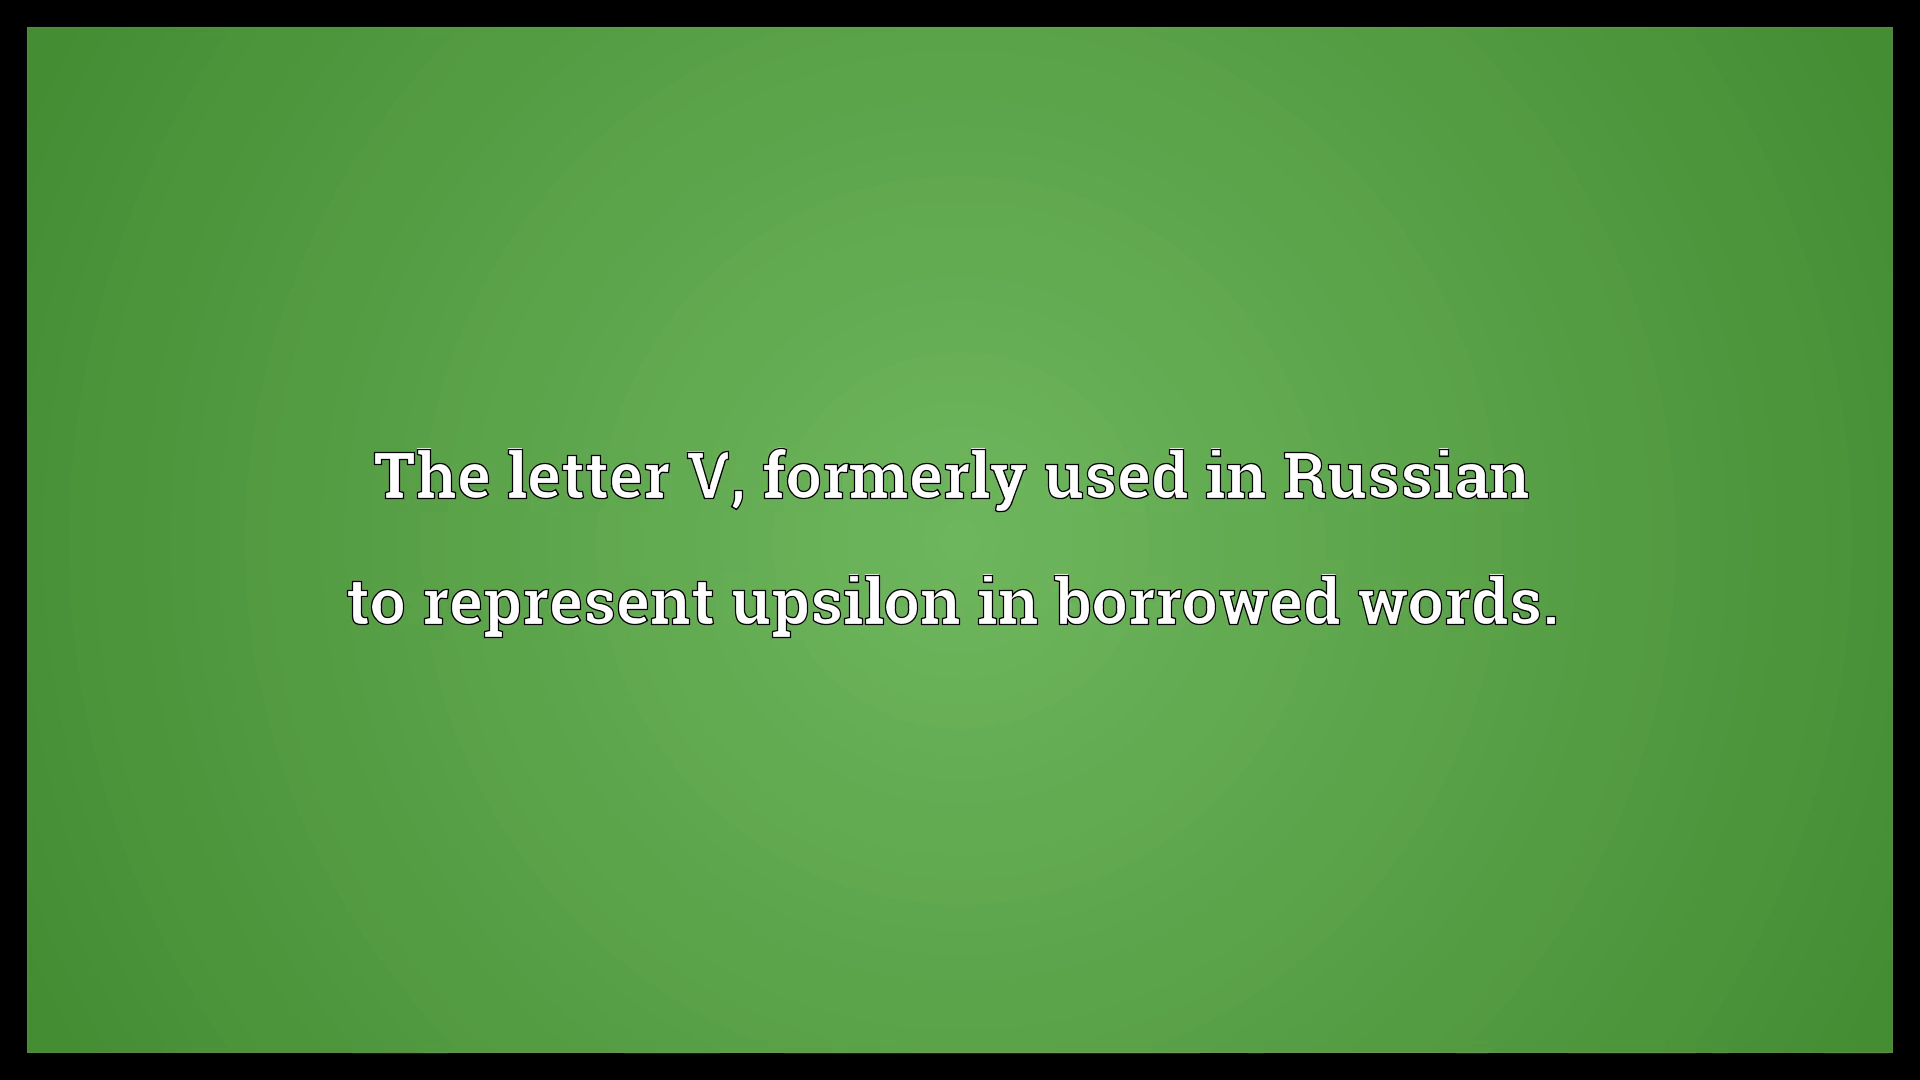 The letter Ѵ, formerly used in Russian
to represent upsilon in borrowed words.